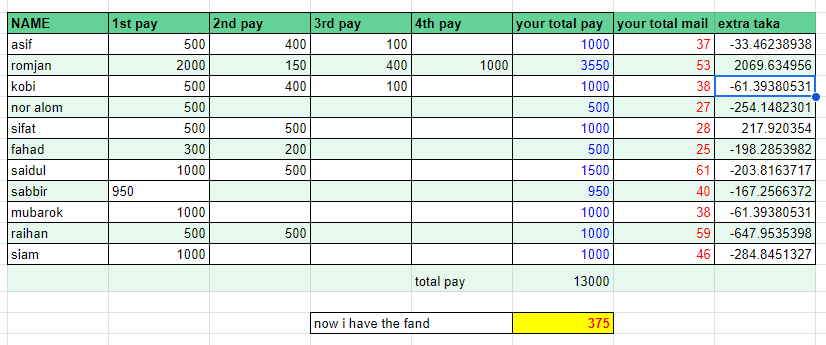 NAME 1st pay 2nd pay 3rd pay 4th pay your total pay your total mail extra taka
asif 500 400 100 1000 37 -33.46238938
romjan 2000 150 400 1000 3550 53 2069.634956
kobi 500 400 100 1000 38 -61.39380531
nor alom 500 500 27 -254.1482301
sifat 500 500 1000 28 217.920354
fahad 300 200 500 25 -198.2853982
saidul 1000 500 1500 61 -203.8163717
sabbir 950 950 40 -167.2566372
mubarok 1000 1000 38 -61.39380531
raihan 500 500 1000 59 -647.9535398
siam 1000 1000 46 -284.8451327
total pay 13000
now i have the fand 375